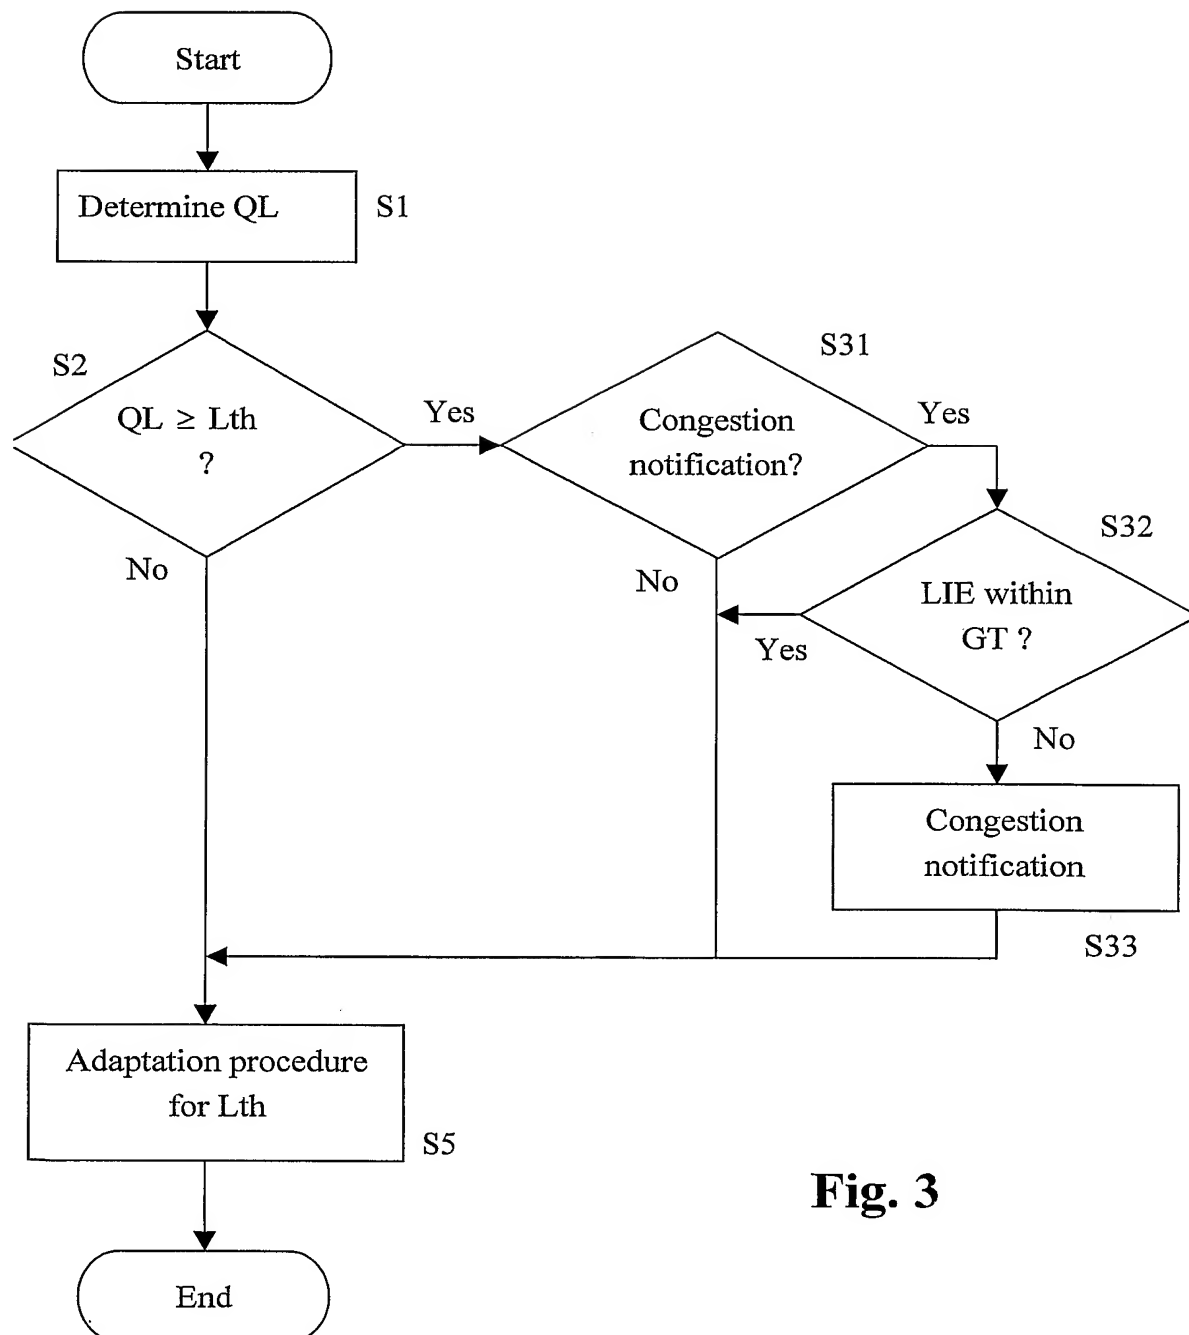 Start
Determine QL
S1
S2
QL ≥ Lth
?
Yes
No
S31
Congestion
notification?
Yes
No
S32
LIE within
GT ?
Yes
No
Congestion
notification
S33
Adaptation procedure
for Lth
S5
End
Fig. 3